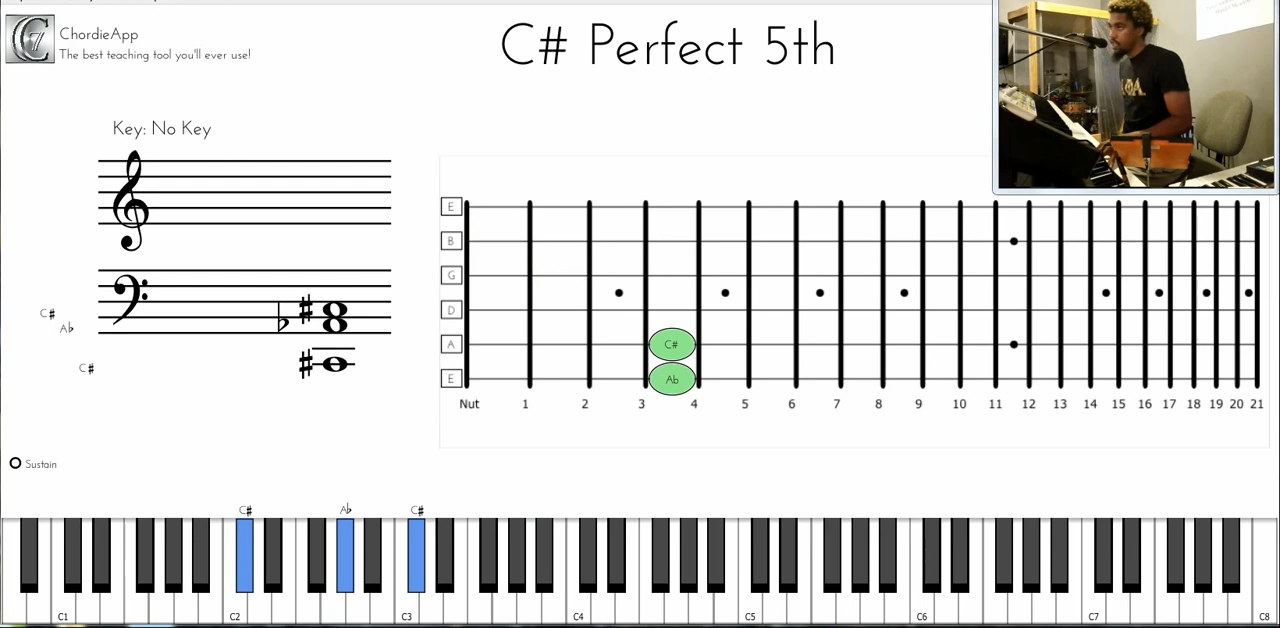 ChordieApp
The best teaching tool you'll ever use!
C# Perfect 5th
Key: No Key
E
B
G
D
A
E
C#
Ab
Nut 1 2 3 4 5 6 7 8 9 10 11 12 13 14 15 16 17 18 19 20 21
C#
A♭
C#
Sustain
C# A♭ C#
C1 C2 C3 C4 C5 C6 C7 C8